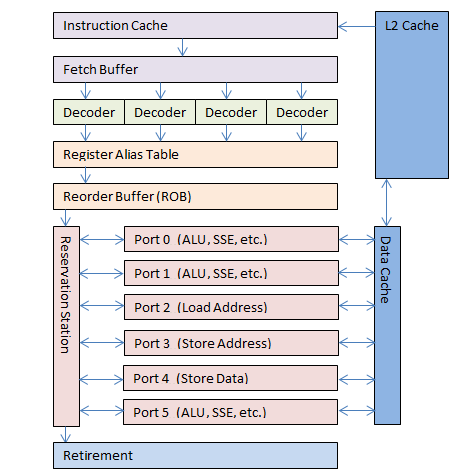 Instruction Cache
L2 Cache
Fetch Buffer
Decoder
Decoder
Decoder
Decoder
Register Alias Table
Reorder Buffer (ROB)
Reservation Station
Port 0 (ALU, SSE, etc.)
Port 1 (ALU, SSE, etc.)
Port 2 (Load Address)
Port 3 (Store Address)
Port 4 (Store Data)
Port 5 (ALU, SSE, etc.)
Data Cache
Retirement